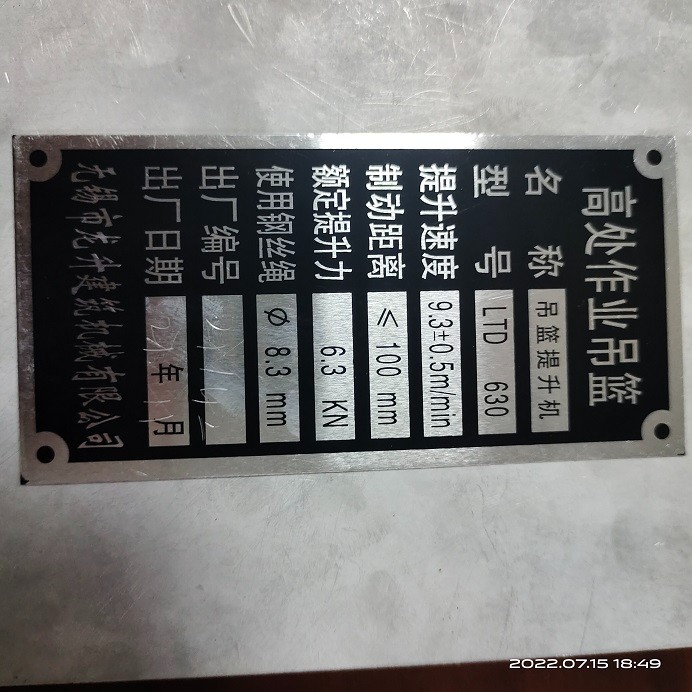 高处作业吊篮
名 称 吊篮提升机
型 号 LTD 630
提升速度 9.3±0.5m/min
制动距离 ≤ 100 mm
额定提升力 6.3 KN
使用钢丝绳 Ø 8.3 mm
出厂编号
出厂日期 年 月
无锡市龙升建筑机械有限公司
2022.07.15 18:49